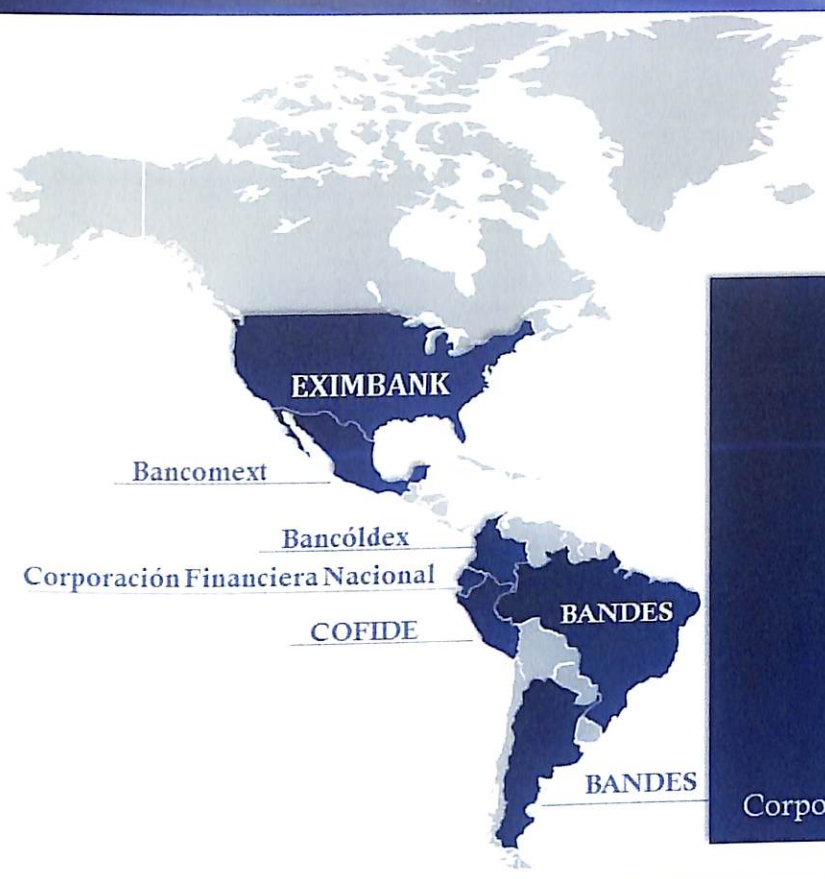 EXIMBANK
Bancomext
Bancóldex
Corporación Financiera Nacional
COFIDE
BANDES
BANDES
Corpo